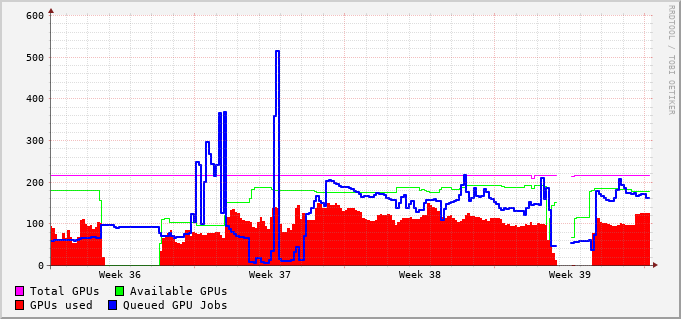 600
500
400
300
200
100
0
Week 36 Week 37 Week 38 Week 39
Total GPUs Available GPUs
GPUs used Queued GPU Jobs
RRDTOOL / TOBI OETIKER